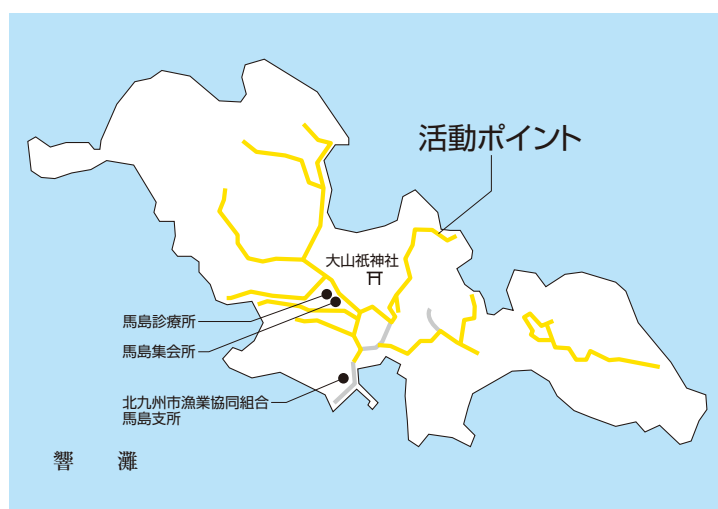 活動ポイント
大山祇神社
馬島診療所
馬島集会所
北九州市漁業協同組合
馬島支所
響 灘